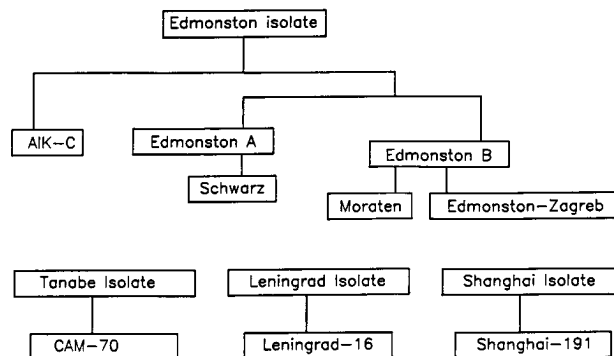 Edmonston isolate
AIK-C
Edmonston A
Edmonston B
Schwarz
Moraten
Edmonston-Zagreb
Tanabe Isolate
Leningrad Isolate
Shanghai Isolate
CAM-70
Leningrad-16
Shanghai-191